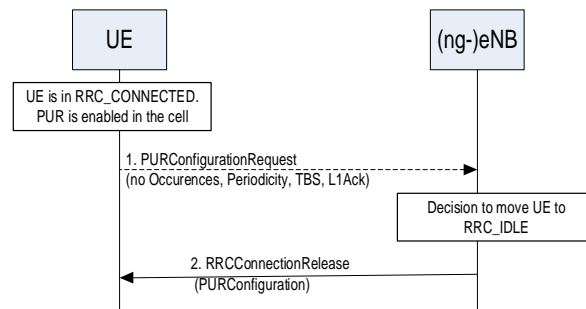 UE
(ng-)eNB
UE is in RRC_CONNECTED.
PUR is enabled in the cell
1. PURConfigurationRequest
(no Occurences, Periodicity, TBS, L1Ack)
Decision to move UE to
RRC_IDLE
2. RRCConnectionRelease
(PURConfiguration)